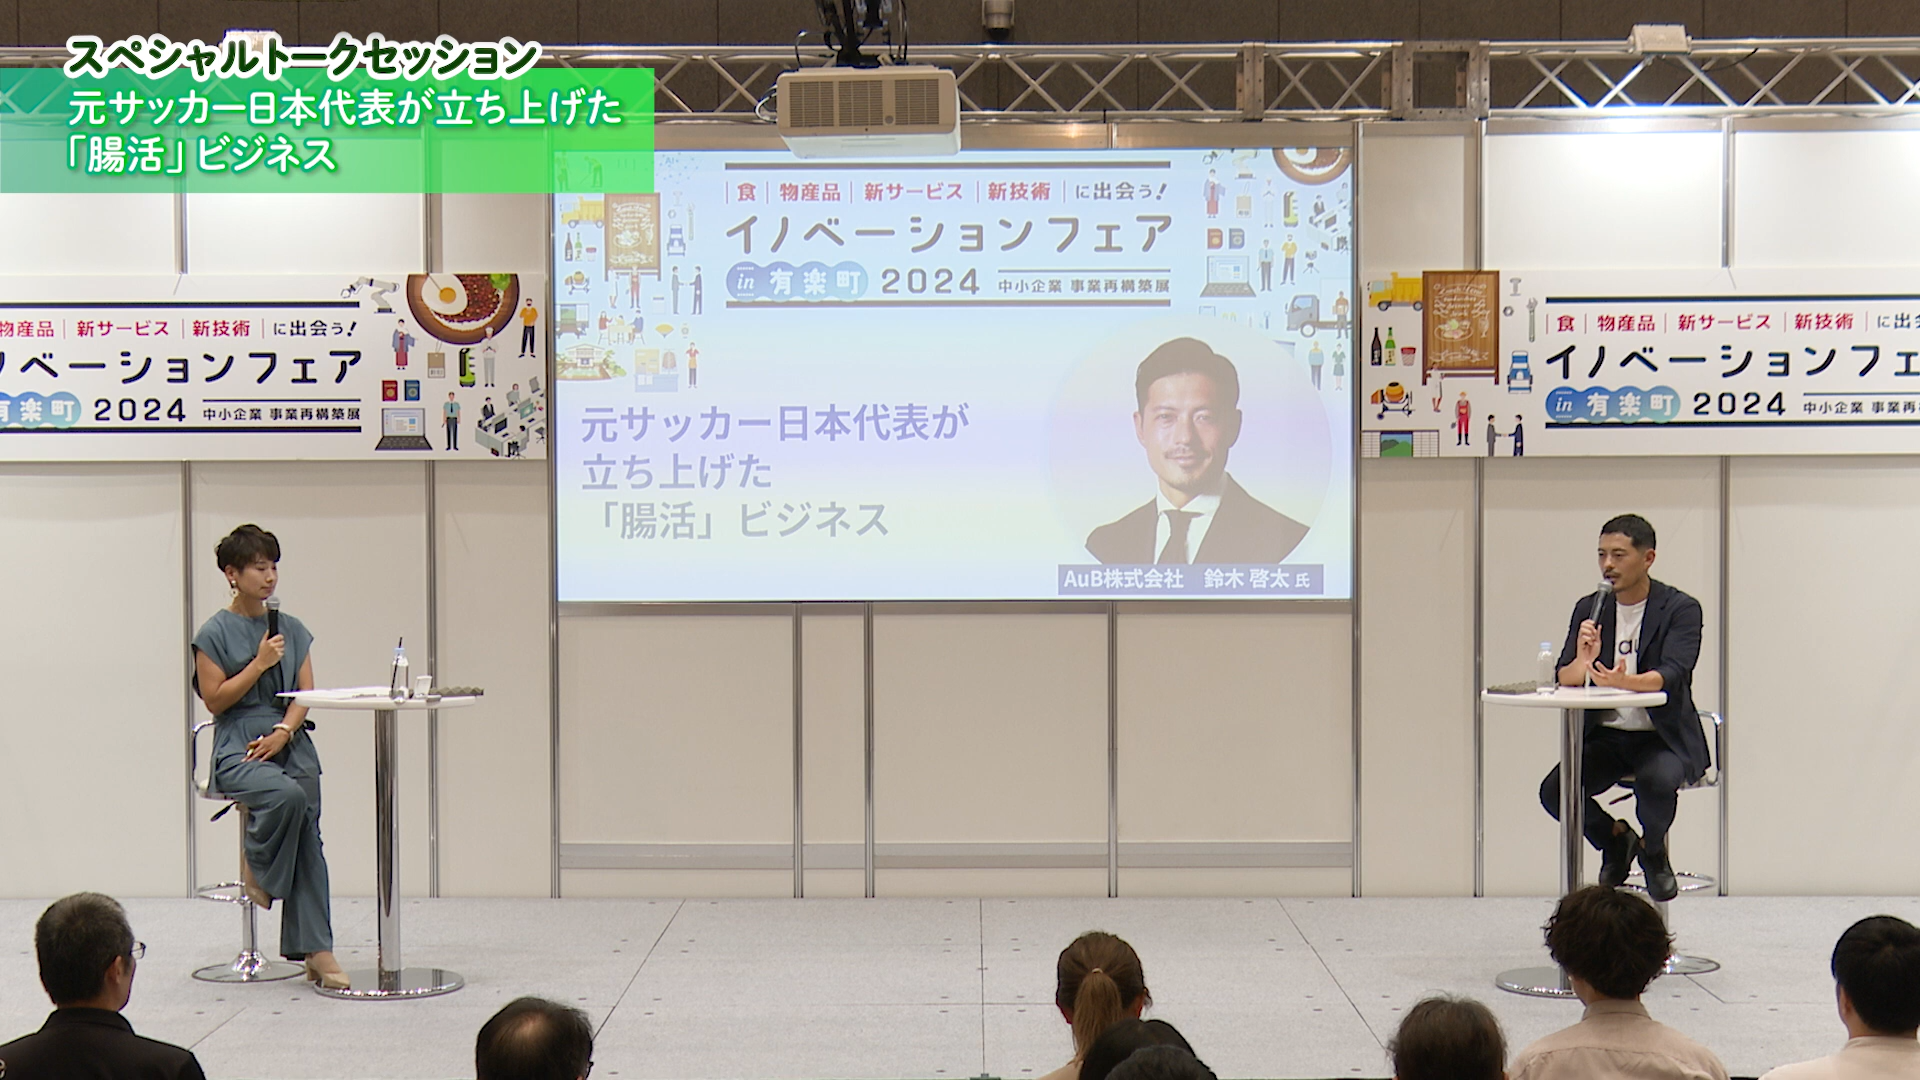 スペシャルトークセッション
元サッカー日本代表が立ち上げた
「腸活」ビジネス
食｜物産品｜新サービス｜新技術｜に出会う!
イノベーションフェア
in 有楽町 2024 中小企業 事業再構築展
元サッカー日本代表が
立ち上げた
「腸活」ビジネス
AuB株式会社 鈴木 啓太 氏
物産品｜新サービス｜新技術｜に出会う!
ノベーションフェア
有楽町 2024 中小企業 事業再構築展
食｜物産品｜新サービス｜新技術｜に出会
イノベーションフェ
in 有楽町 2024 中小企業 事業再
au